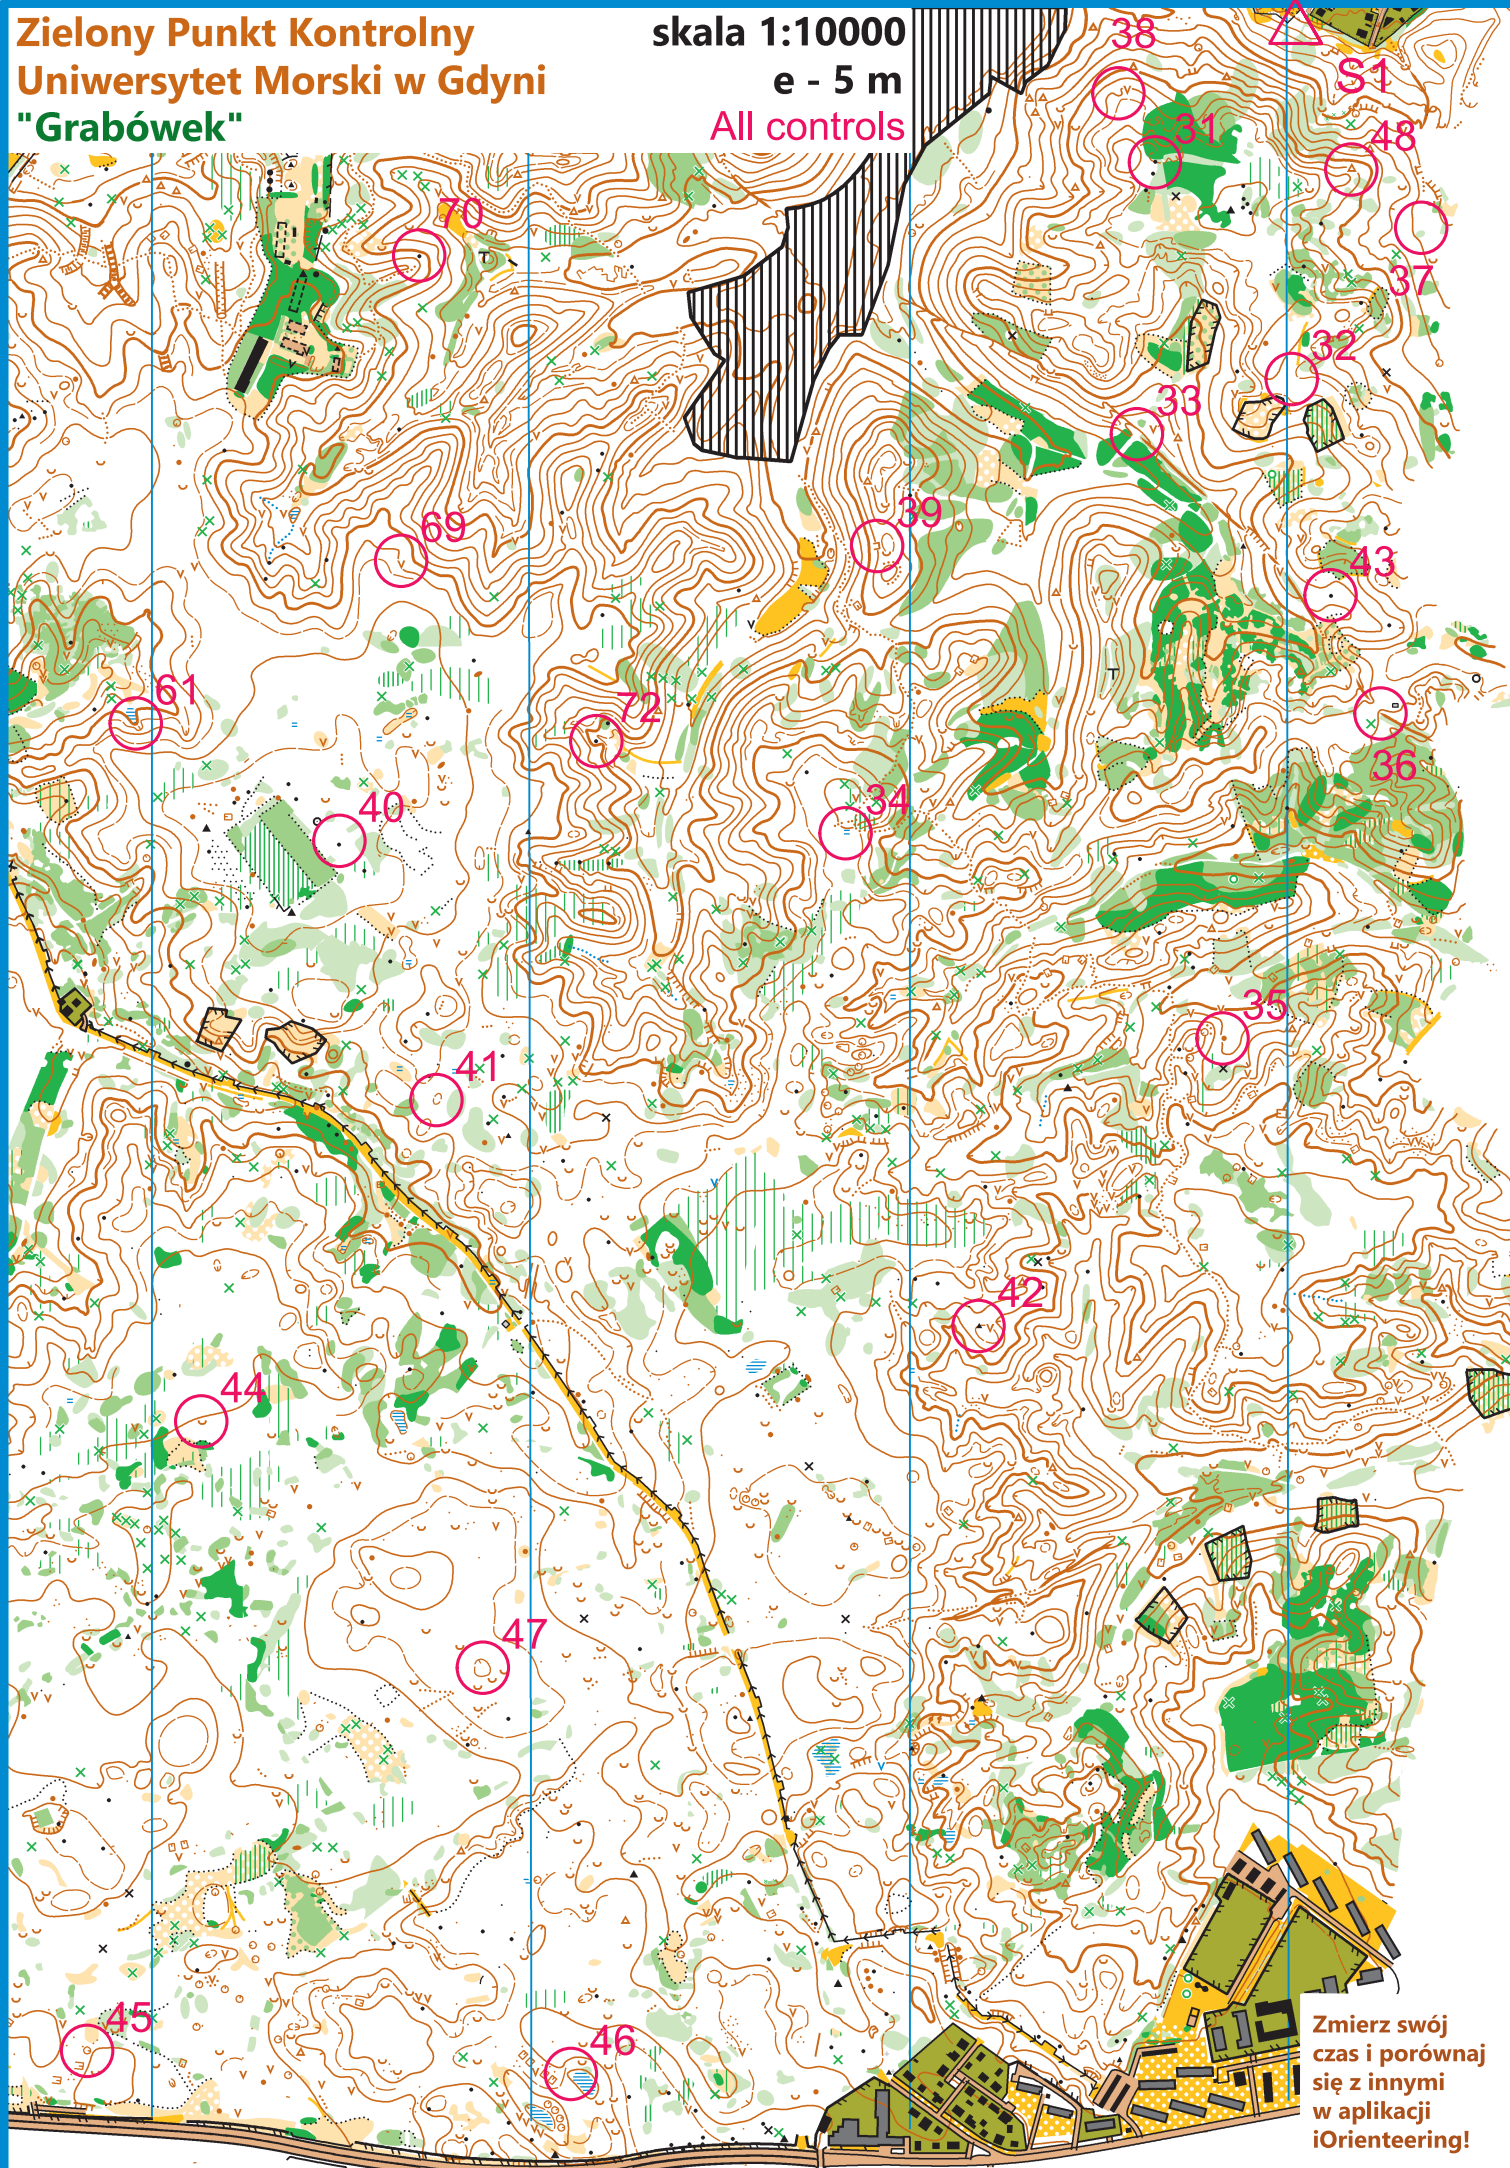 Zielony Punkt Kontrolny
Uniwersytet Morski w Gdyni
"Grabówek"
skala 1:10000
e - 5 m
All controls
38
S1
31
48
70
37
32
33
39
69
43
61
72
36
40
34
35
41
42
44
47
45
46
Zmierz swój
czas i porównaj
się z innymi
w aplikacji
iOrienteering!